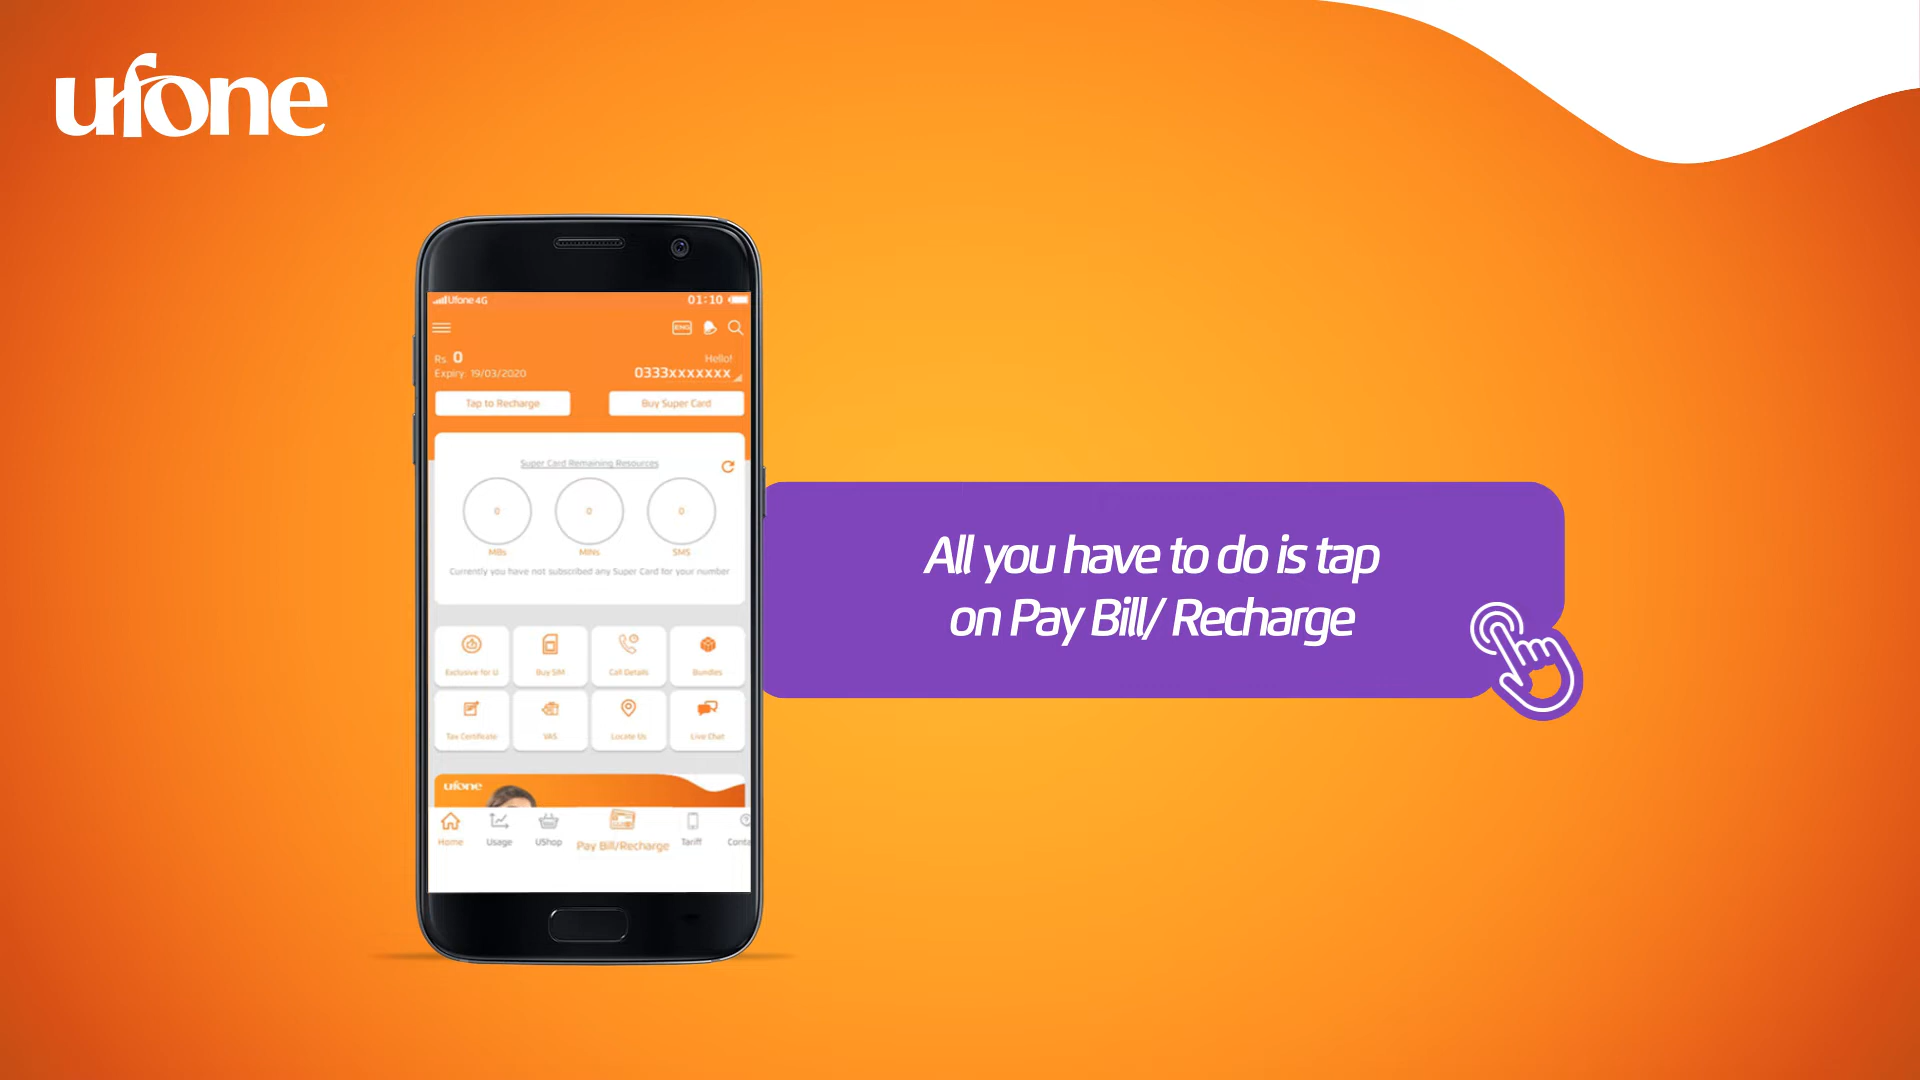 ufone
Ufone 4G 01:10
ENG
Rs. 0 Hello!
Expiry: 19/03/2020 0333xxxxxxx
Tap to Recharge Buy Super Card
Super Card Remaining Resources
0 0 0
MBs MINs SMS
Currently you have not subscribed any Super Card for your number
Exclusive for U Buy SIM Call Details Bundles
Tax Certificate VAS Locate Us Live Chat
ufone
Home Usage UShop Pay Bill/Recharge Tariff Conta
All you have to do is tap
on Pay Bill/ Recharge